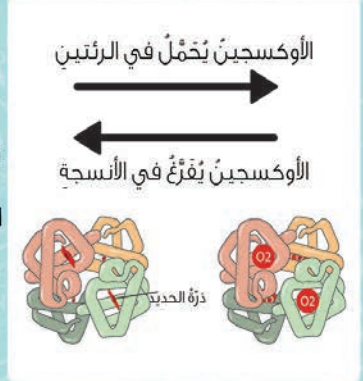 الأوكسجينُ يُحَمَّلُ في الرئتينِ
الأوكسجينُ يُفَرَّغُ في الأنسجةِ
O2
ذرّةُ الحديدِ
O2